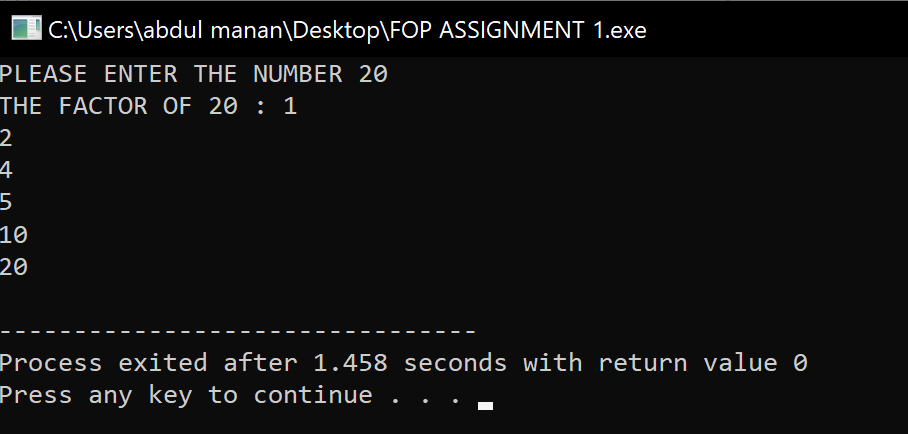 C:\Users\abdul manan\Desktop\FOP ASSIGNMENT 1.exe
PLEASE ENTER THE NUMBER 20
THE FACTOR OF 20 : 1
2
4
5
10
20
--------------------------------
Process exited after 1.458 seconds with return value 0
Press any key to continue . . .